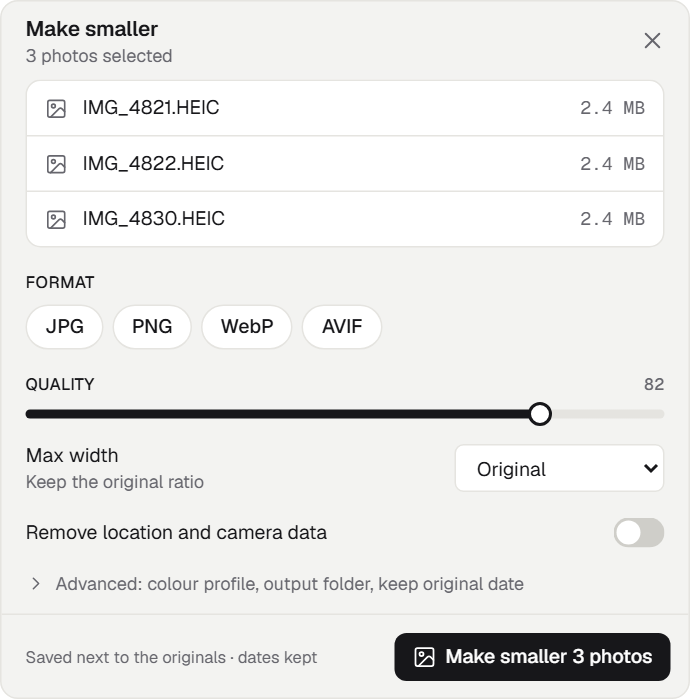 Make smaller
3 photos selected
IMG_4821.HEIC 2.4 MB
IMG_4822.HEIC 2.4 MB
IMG_4830.HEIC 2.4 MB
FORMAT
JPG PNG WebP AVIF
QUALITY 82
Max width
Keep the original ratio
Original
Remove location and camera data
Advanced: colour profile, output folder, keep original date
Saved next to the originals · dates kept
Make smaller 3 photos